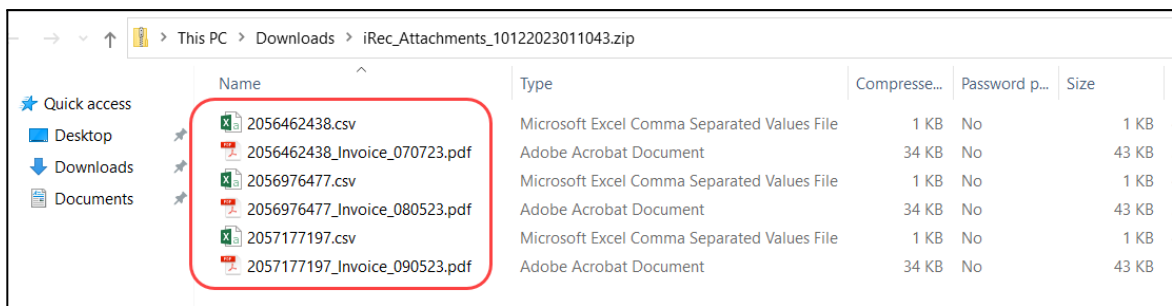 This PC > Downloads > iRec_Attachments_10122023011043.zip
Name Type Compresse... Password p... Size
Quick access
Desktop
Downloads
Documents
2056462438.csv Microsoft Excel Comma Separated Values File 1 KB No 1 KB
2056462438_Invoice_070723.pdf Adobe Acrobat Document 34 KB No 43 KB
2056976477.csv Microsoft Excel Comma Separated Values File 1 KB No 1 KB
2056976477_Invoice_080523.pdf Adobe Acrobat Document 34 KB No 43 KB
2057177197.csv Microsoft Excel Comma Separated Values File 1 KB No 1 KB
2057177197_Invoice_090523.pdf Adobe Acrobat Document 34 KB No 43 KB